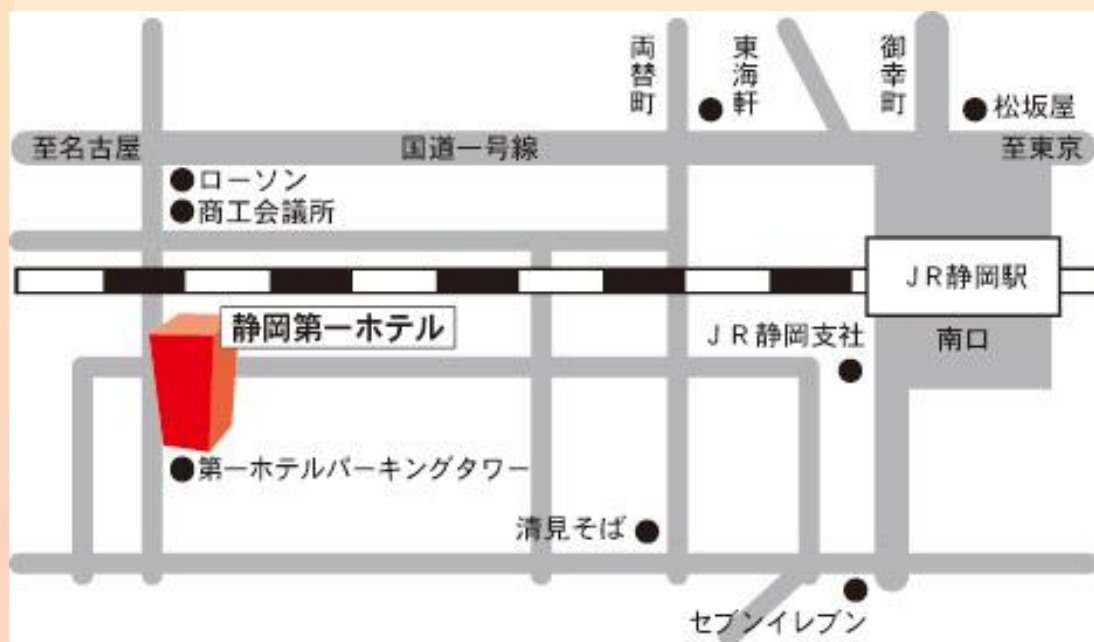 両替町
東海軒
御幸町
松坂屋
至名古屋
国道一号線
至東京
ローソン
商工会議所
JR静岡駅
静岡第一ホテル
JR静岡支社
南口
第一ホテルパーキングタワー
清見そば
セブンイレブン